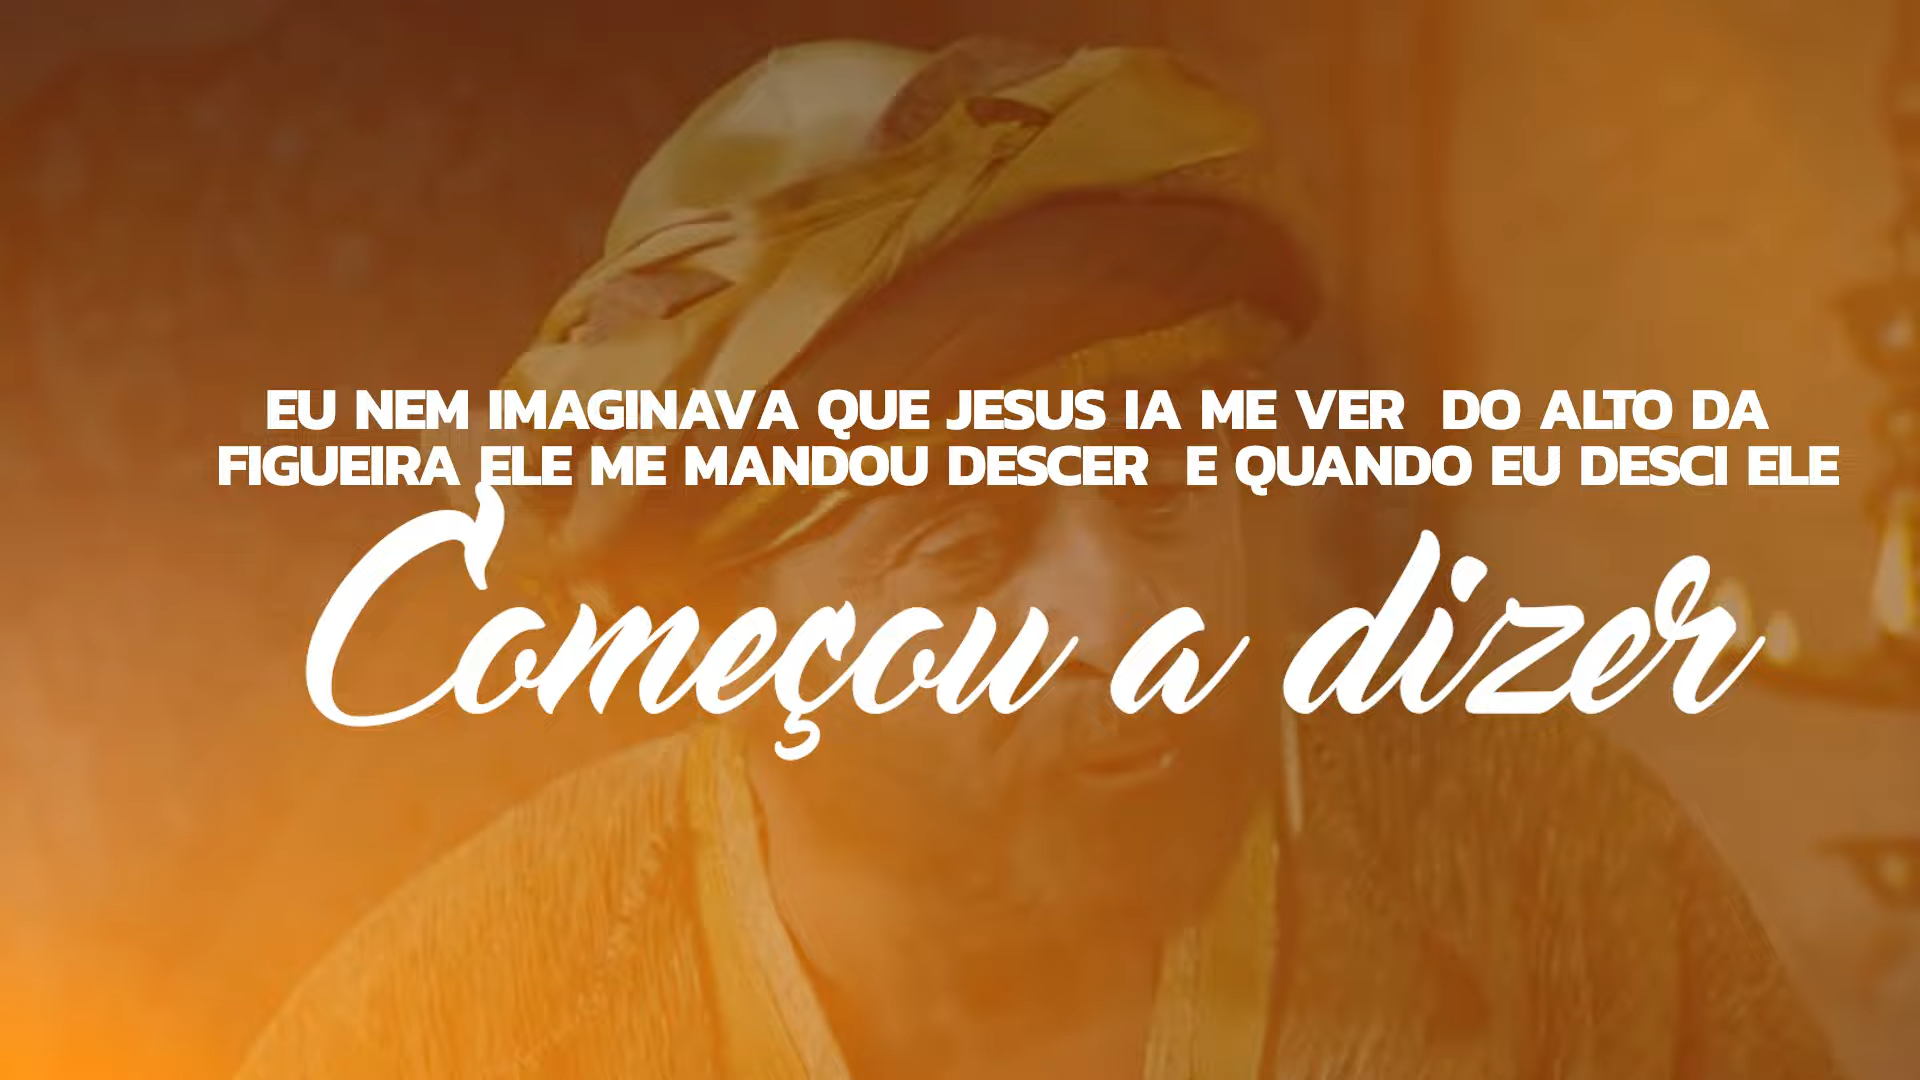 EU NEM IMAGINAVA QUE JESUS IA ME VER  DO ALTO DA
FIGUEIRA ELE ME MANDOU DESCER  E QUANDO EU DESCI ELE
Começou a dizer